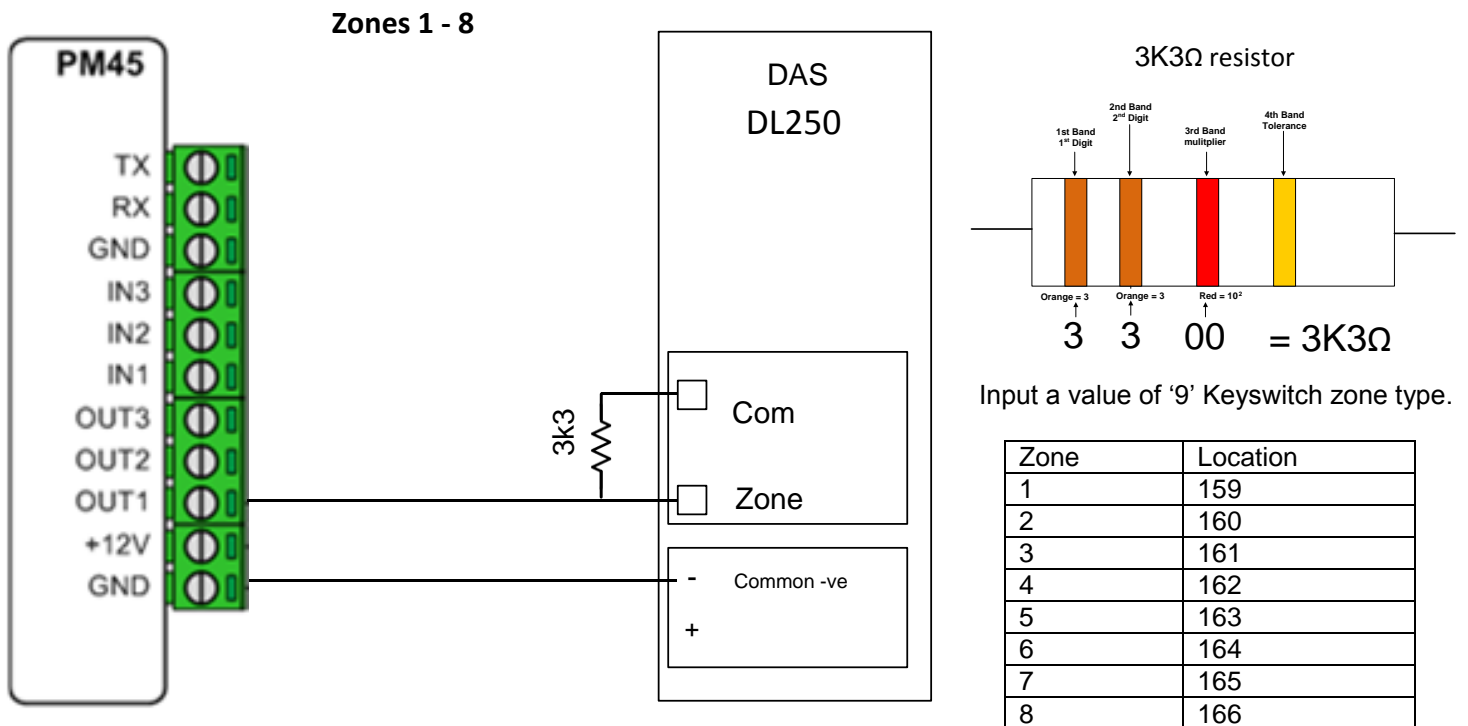 Zones 1 - 8
PM45
TX
RX
GND
IN3
IN2
IN1
OUT3
OUT2
OUT1
+12V
GND
3k3
DAS
DL250
Com
Zone
- Common -ve
+
3K3Ω resistor
1st Band
1st Digit
2nd Band
2nd Digit
3rd Band
mulitplier
4th Band
Tolerance
Orange = 3 Orange = 3 Red = 10²
3 3 00 = 3K3Ω
Input a value of ‘9’ Keyswitch zone type.
Zone Location
1 159
2 160
3 161
4 162
5 163
6 164
7 165
8 166